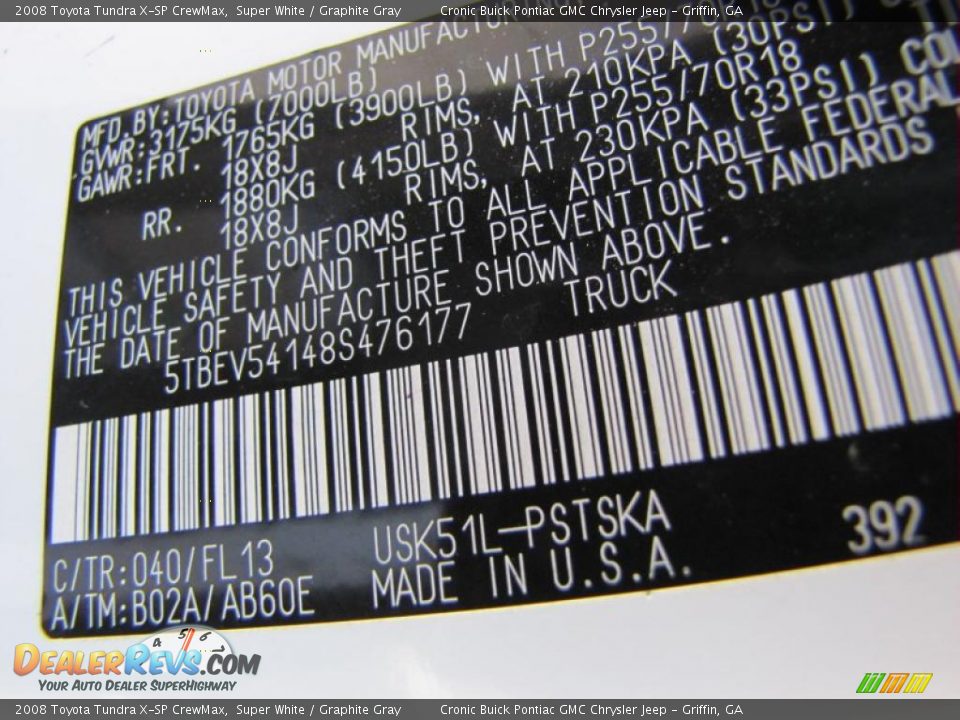 2008 Toyota Tundra X-SP CrewMax, Super White / Graphite Gray Cronic Buick Pontiac GMC Chrysler Jeep - Griffin, GA
MFD. BY: TOYOTA MOTOR
GVWR: 3175KG (7000LB)
GAWR: FRT. 1765KG (3900LB) WITH
18X8J RIMS, AT 210KPA (30PSI)
RR. 1880KG (4150LB) WITH P255/70R18
18X8J RIMS, AT 230KPA (33PSI)
THIS VEHICLE CONFORMS TO ALL APPLICABLE FEDERAL
VEHICLE SAFETY AND THEFT PREVENTION STANDARDS
THE DATE OF MANUFACTURE SHOWN ABOVE.
5TBEV54148S476177 TRUCK
C/TR: 040/FL13 USK51L-PSTSKA 392
A/TM: B02A/AB60E MADE IN U.S.A.
DEALERREVS.COM
YOUR AUTO DEALER SUPERHIGHWAY
2008 Toyota Tundra X-SP CrewMax, Super White / Graphite Gray Cronic Buick Pontiac GMC Chrysler Jeep - Griffin, GA